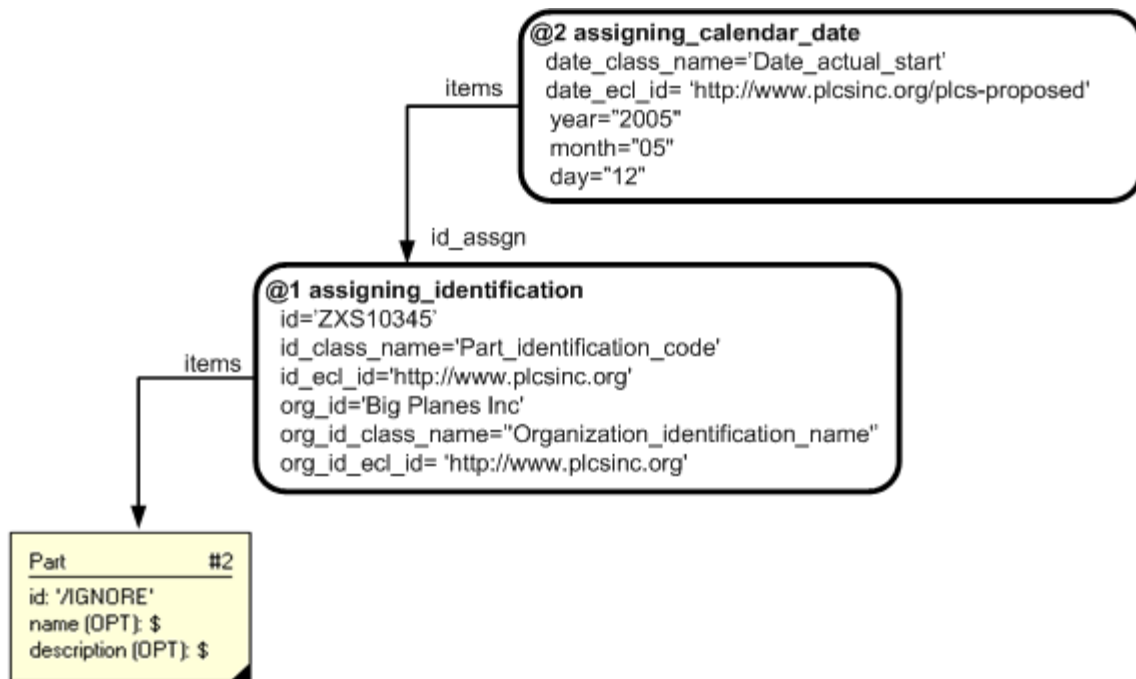 @2 assigning_calendar_date
date_class_name=’Date_actual_start’
date_ecl_id= 'http://www.plcsinc.org/plcs-proposed'
year="2005"
month="05"
day="12"
items
id_assgn
@1 assigning_identification
id=’ZXS10345’
id_class_name='Part_identification_code'
id_ecl_id='http://www.plcsinc.org'
org_id='Big Planes Inc'
org_id_class_name="Organization_identification_name"
org_id_ecl_id= 'http://www.plcsinc.org'
items
Part #2
id: '/IGNORE'
name (OPT): $
description (OPT): $